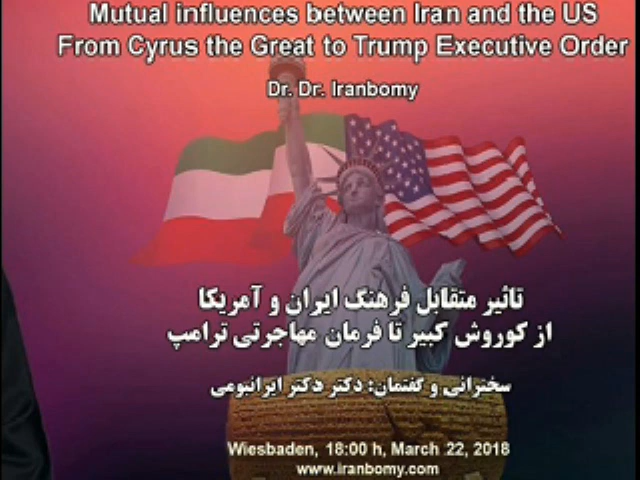 Mutual influences between Iran and the US
From Cyrus the Great to Trump Executive Order
Dr. Dr. Iranbomy
تاثیر متقابل فرهنگ ایران و آمریکا
از کوروش کبیر تا فرمان مهاجرتی ترامپ
سخنرانی و گفتمان: دکتر دکتر ایرانبومی
Wiesbaden, 18:00 h, March 22, 2018
www.iranbomy.com